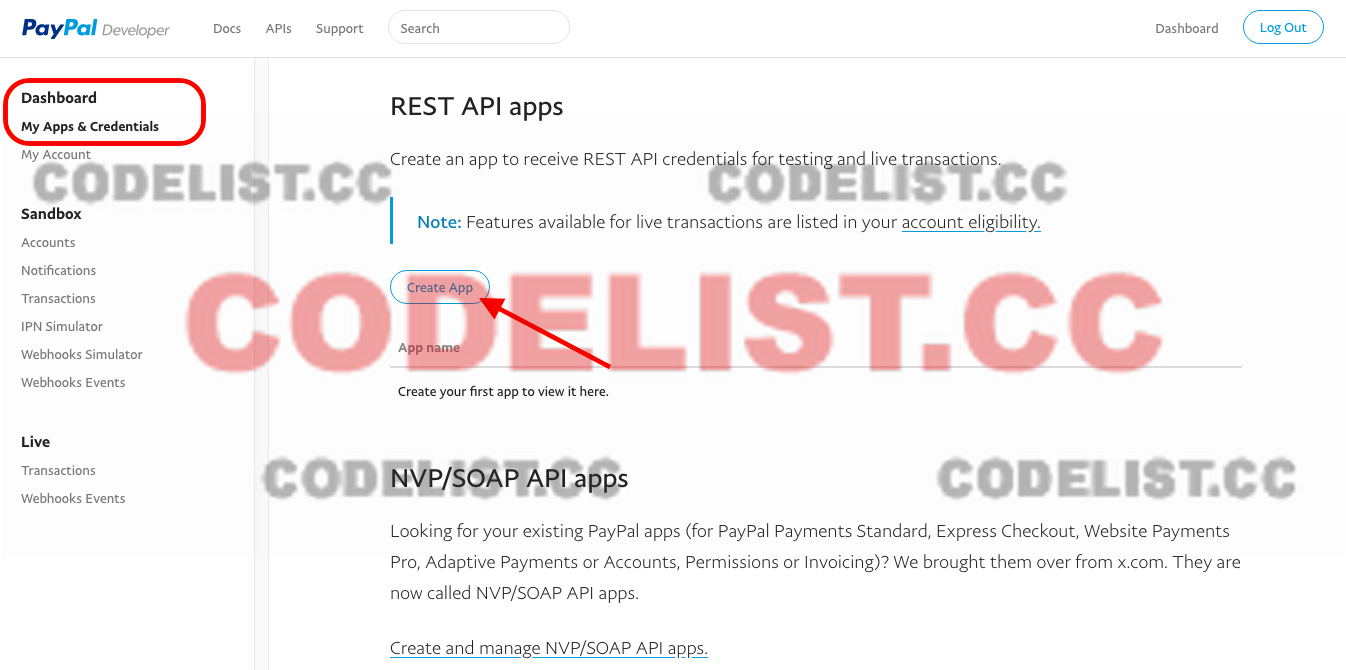 PayPal Developer
Docs
APIs
Support
Search
Dashboard
Log Out
Dashboard
My Apps & Credentials
My Account
Sandbox
Accounts
Notifications
Transactions
IPN Simulator
Webhooks Simulator
Webhooks Events
Live
Transactions
Webhooks Events
REST API apps
Create an app to receive REST API credentials for testing and live transactions.
CODELIST.CC
CODELIST.CC
Note: Features available for live transactions are listed in your account eligibility.
Create App
CODELIST.CC
App name
Create your first app to view it here.
CODELIST.CC
CODELIST.CC
NVP/SOAP API apps
Looking for your existing PayPal apps (for PayPal Payments Standard, Express Checkout, Website Payments
Pro, Adaptive Payments or Accounts, Permissions or Invoicing)? We brought them over from x.com. They are
now called NVP/SOAP API apps.
Create and manage NVP/SOAP API apps.